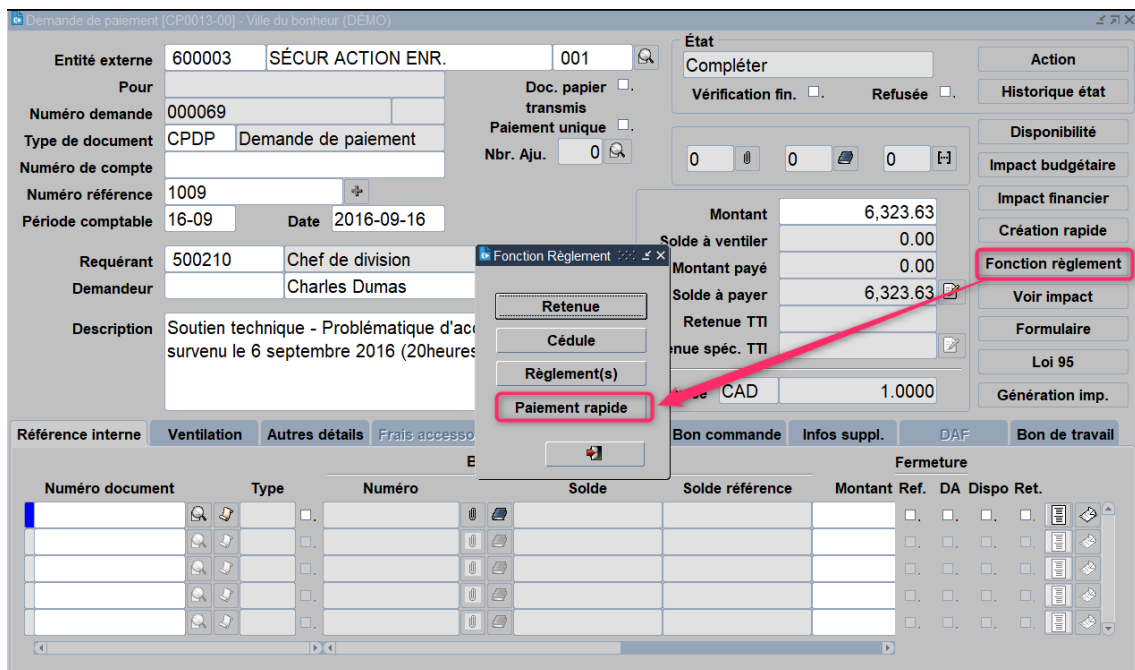 Demande de paiement [CP0013-00] - Ville du bonheur (DÉMO)
Entité externe 600003 SÉCUR ACTION ENR. 001
Pour
Numéro demande 000069
Type de document CPDP Demande de paiement
Numéro de compte
Numéro référence 1009
Période comptable 16-09 Date 2016-09-16
Doc. papier
transmis
Paiement unique
Nbr. Aju. 0
État
Compléter
Vérification fin. Refusée
0 0 0
Action
Historique état
Disponibilité
Impact budgétaire
Impact financier
Création rapide
Fonction règlement
Voir impact
Formulaire
Loi 95
Génération imp.
Requérant 500210 Chef de division
Demandeur Charles Dumas
Description Soutien technique - Problématique d'acc
survenu le 6 septembre 2016 (20heures
Montant 6,323.63
Solde à ventiler 0.00
Montant payé 0.00
Solde à payer 6,323.63
Retenue TTI
enue spéc. TTI
CAD 1.0000
Fonction Règlement
Retenue
Cédule
Règlement(s)
Paiement rapide
Référence interne Ventilation Autres détails Frais accesso Bon commande Infos suppl. DAF Bon de travail
Fermeture
Numéro document Type Numéro Solde Solde référence Montant Ref. DA Dispo Ret.